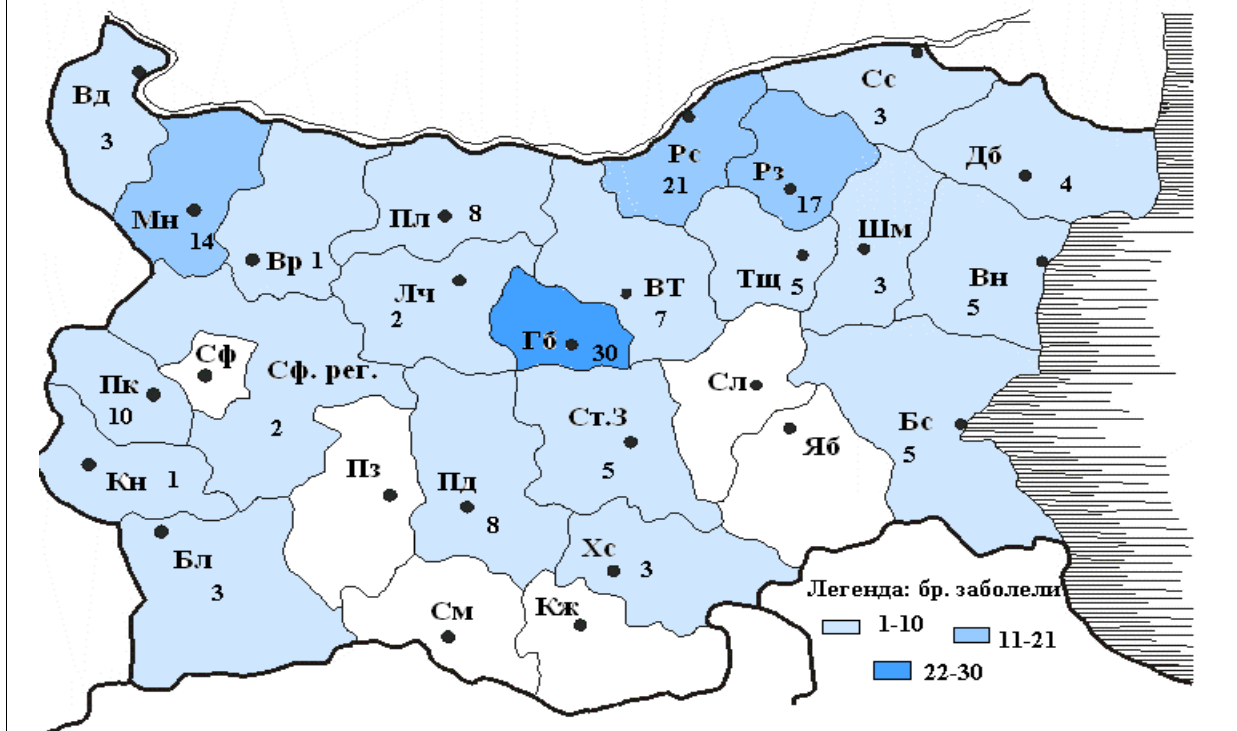 Вд
3
Мн
14
Вр 1
Пл 8
Лч
2
Гб 30
ВТ
7
Рс
21
Рз
17
Сс
3
Дб
4
Шм
3
Тщ
5
Вн
5
Сф
Сф. рег.
2
Пк
10
Кн 1
Бл
3
Пз
Пд
8
Ст.З
5
Сл
Яб
Бс
5
Хс
3
См
Кж
Легенда: бр. заболели
1-10
11-21
22-30